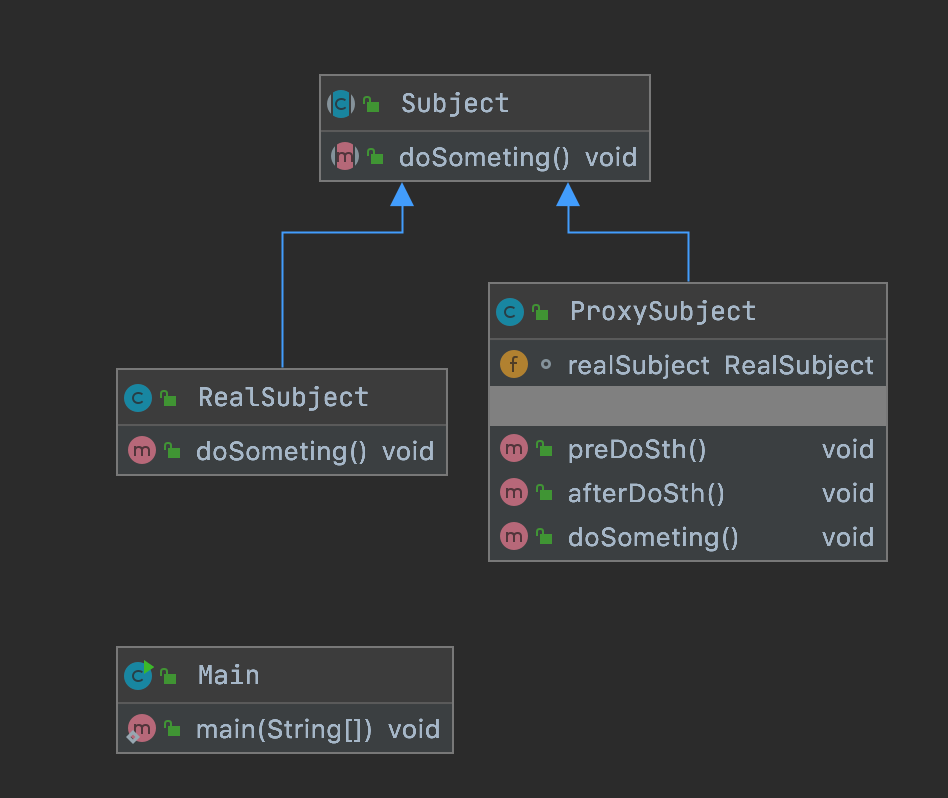 Subject
doSometing() void
ProxySubject
realSubject RealSubject
preDoSth() void
afterDoSth() void
doSometing() void
RealSubject
doSometing() void
Main
main(String[]) void